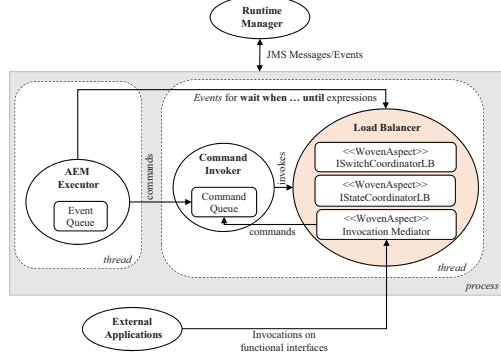 Runtime
Manager
JMS Messages/Events
Events for wait when ... until expressions
Load Balancer
<<WovenAspect>>
ISwitchCoordinatorLB
<<WovenAspect>>
IStateCoordinatorLB
<<WovenAspect>>
Invocation Mediator
AEM
Executor
Event
Queue
commands
Command
Invoker
Command
Queue
invokes
commands
thread
thread
process
External
Applications
Invocations on
functional interfaces